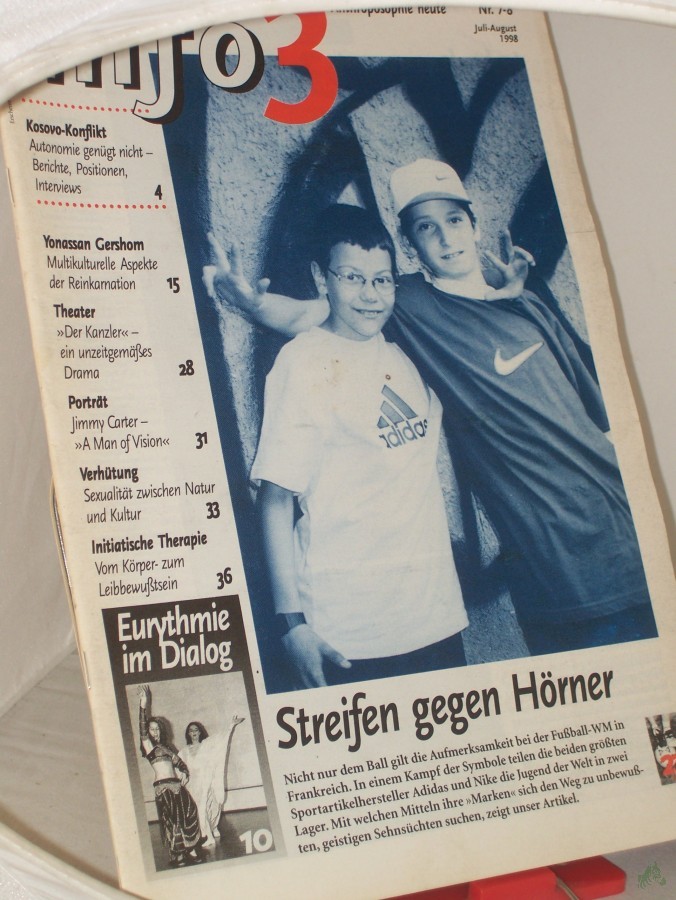 Anthroposophie heute
Nr. 7-8
Juli-August
1998
info3
Kosovo-Konflikt
Autonomie genügt nicht –
Berichte, Positionen,
Interviews 4
Yonassan Gershom
Multikulturelle Aspekte
der Reinkarnation 15
Theater
»Der Kanzler« –
ein unzeitgemäßes
Drama 28
Porträt
Jimmy Carter –
»A Man of Vision« 31
Verhütung
Sexualität zwischen Natur
und Kultur 33
Initiatische Therapie
Vom Körper- zum
Leibbewußtsein 36
Eurythmie
im Dialog
10
adidas
Streifen gegen Hörner
Nicht nur dem Ball gilt die Aufmerksamkeit bei der Fußball-WM in
Frankreich. In einem Kampf der Symbole teilen die beiden größten
Sportartikelhersteller Adidas und Nike die Jugend der Welt in zwei
Lager. Mit welchen Mitteln ihre »Marken« sich den Weg zu unbewuß-
ten, geistigen Sehnsüchten suchen, zeigt unser Artikel.